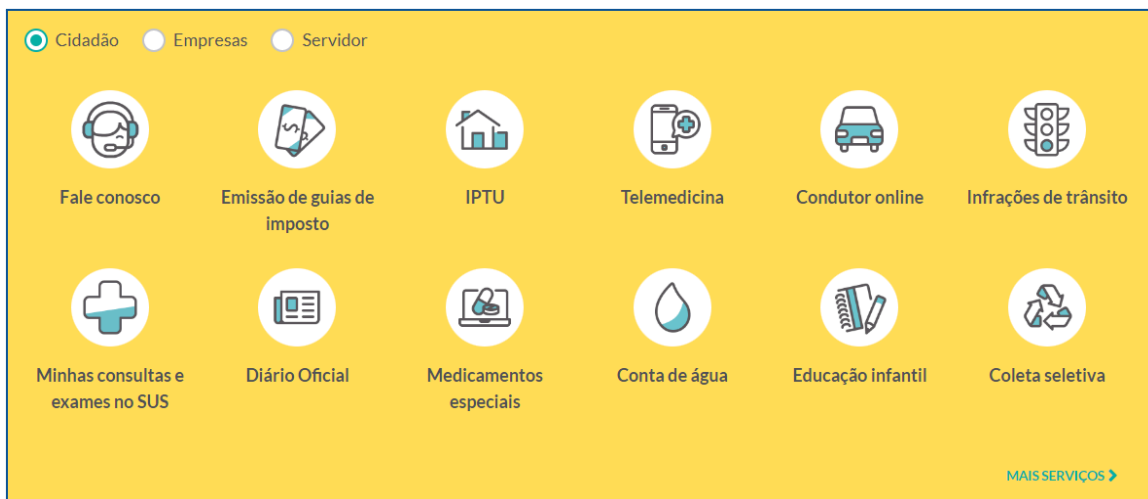 Cidadão Empresas Servidor
Fale conosco
Emissão de guias de
imposto
IPTU
Telemedicina
Condutor online
Infrações de trânsito
Minhas consultas e
exames no SUS
Diário Oficial
Medicamentos
especiais
Conta de água
Educação infantil
Coleta seletiva
MAIS SERVIÇOS